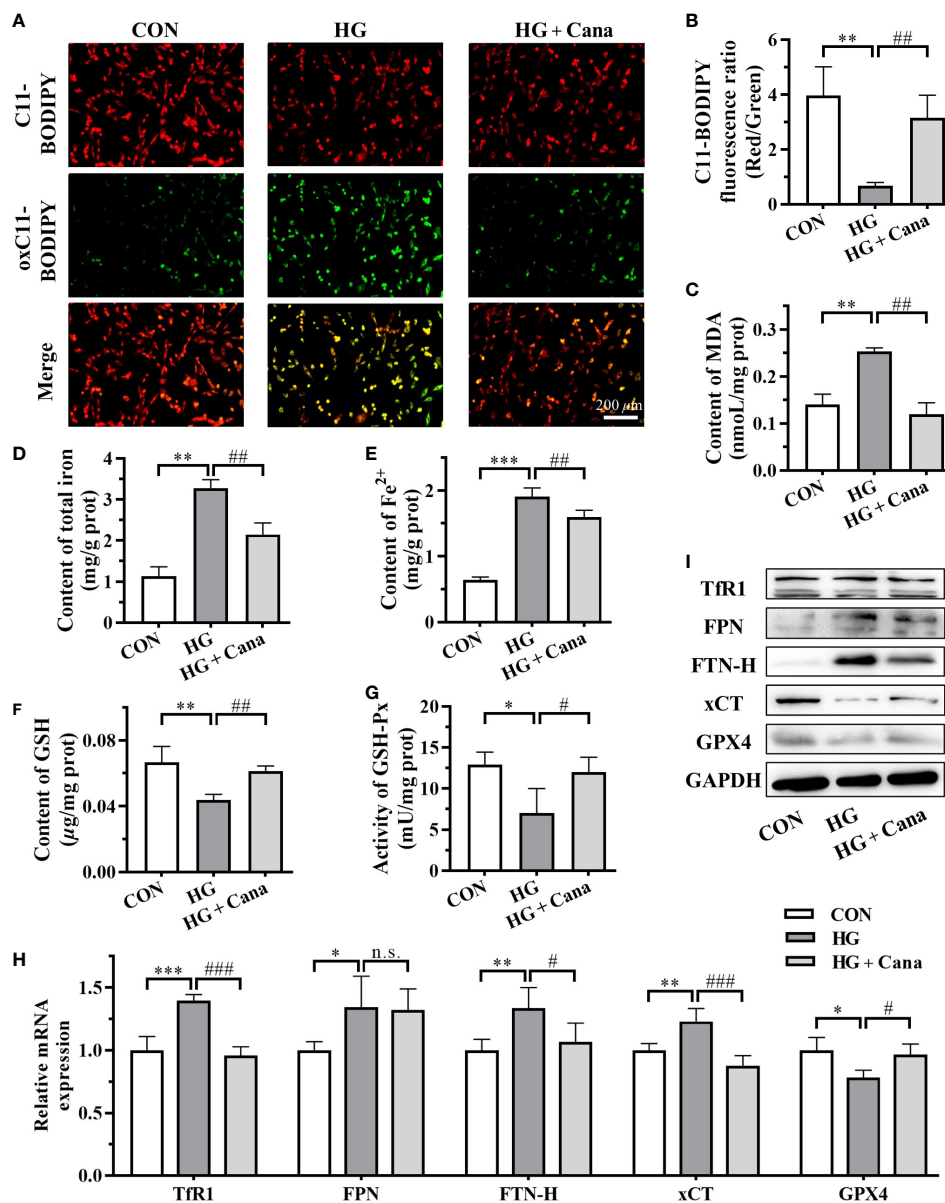 A
CON
HG
HG + Cana
C11-
BODIPY
oxC11-
BODIPY
Merge
200 μm
B
C11-BODIPY
fluorescence ratio
(Red/Green)
6
4
2
0
**
##
CON
HG
HG + Cana
C
Content of MDA
(nmoL/mg prot)
0.3
0.2
0.1
0.0
**
##
CON
HG
HG + Cana
D
Content of total iron
(mg/g prot)
4
3
2
1
0
**
##
CON
HG
HG + Cana
E
Content of Fe²⁺
(mg/g prot)
2
1
0
***
##
CON
HG
HG + Cana
F
Content of GSH
(μg/mg prot)
0.08
0.04
0.00
**
##
CON
HG
HG + Cana
G
Activity of GSH-Px
(mU/mg prot)
20
15
10
5
0
*
#
CON
HG
HG + Cana
I
TfR1
FPN
FTN-H
xCT
GPX4
GAPDH
CON
HG
HG + Cana
CON
HG
HG + Cana
H
Relative mRNA
expression
1.5
1.0
0.5
0.0
***
###
*
n.s.
**
#
**
###
*
#
TfR1
FPN
FTN-H
xCT
GPX4